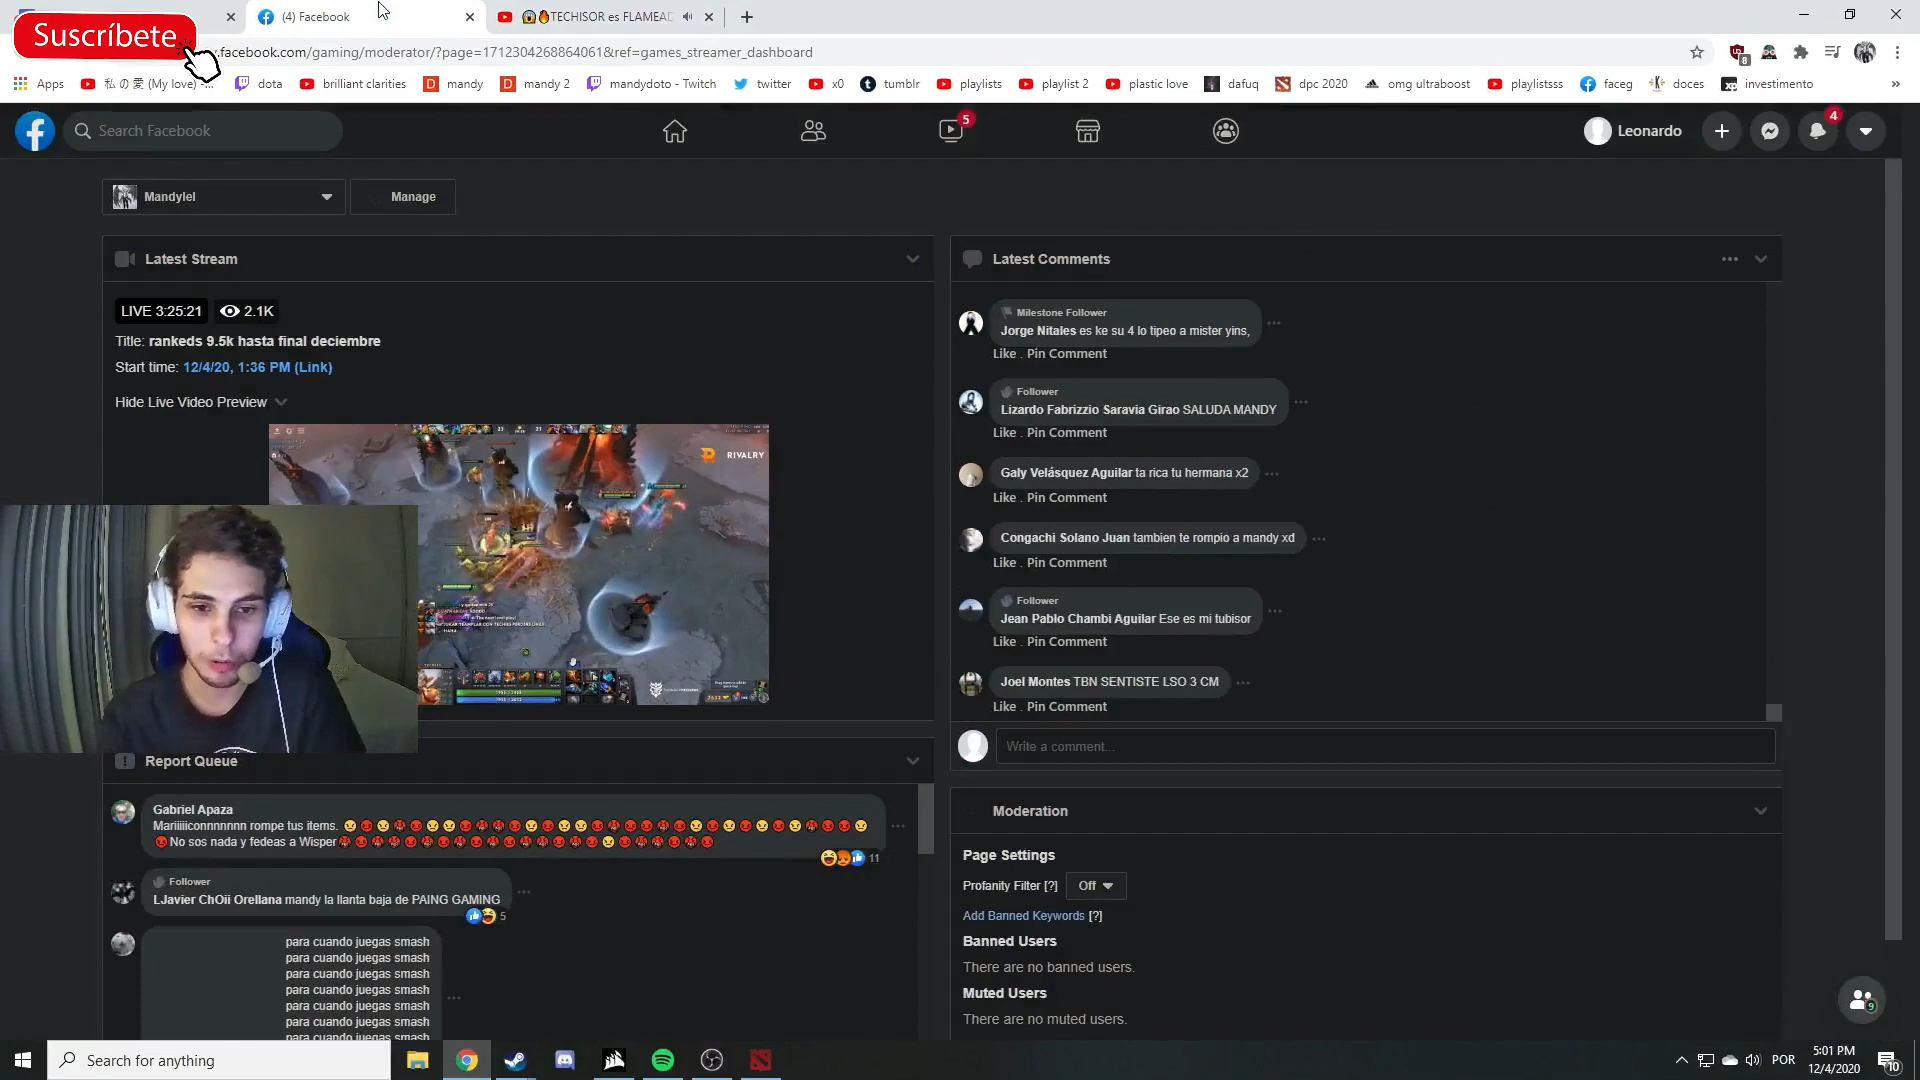 Suscríbete
(4) Facebook
TECHISOR es FLAMEAD
.facebook.com/gaming/moderator/?page=1712304268864061&ref=games_streamer_dashboard
8
Apps
私の愛 (My love) -...
dota
brilliant clarities
mandy
mandy 2
mandydoto - Twitch
twitter
x0
tumblr
playlists
playlist 2
plastic love
dafuq
dpc 2020
omg ultraboost
playlistsss
faceg
doces
investimento
Search Facebook
5
Leonardo
4
Mandylel
Manage
Latest Stream
LIVE 3:25:21
2.1K
Title: rankeds 9.5k hasta final deciembre
Start time: 12/4/20, 1:36 PM (Link)
Hide Live Video Preview
RIVALRY
Latest Comments
Milestone Follower
Jorge Nitales es ke su 4 lo tipeo a mister yins,
Like . Pin Comment
Follower
Lizardo Fabrizzio Saravia Girao SALUDA MANDY
Like . Pin Comment
Galy Velásquez Aguilar ta rica tu hermana x2
Like . Pin Comment
Congachi Solano Juan tambien te rompio a mandy xd
Like . Pin Comment
Follower
Jean Pablo Chambi Aguilar Ese es mi tubisor
Like . Pin Comment
Joel Montes TBN SENTISTE LSO 3 CM
Like . Pin Comment
Write a comment...
Report Queue
Gabriel Apaza
Mariiiiiconnnnnnn rompe tus items.
No sos nada y fedeas a Wisper
11
Follower
LJavier ChOii Orellana mandy la llanta baja de PAING GAMING
5
para cuando juegas smash
para cuando juegas smash
para cuando juegas smash
para cuando juegas smash
para cuando juegas smash
para cuando juegas smash
para cuando juegas smash
Moderation
Page Settings
Profanity Filter [?] Off
Add Banned Keywords [?]
Banned Users
There are no banned users.
Muted Users
There are no muted users.
9
Search for anything
POR
5:01 PM
12/4/2020
10